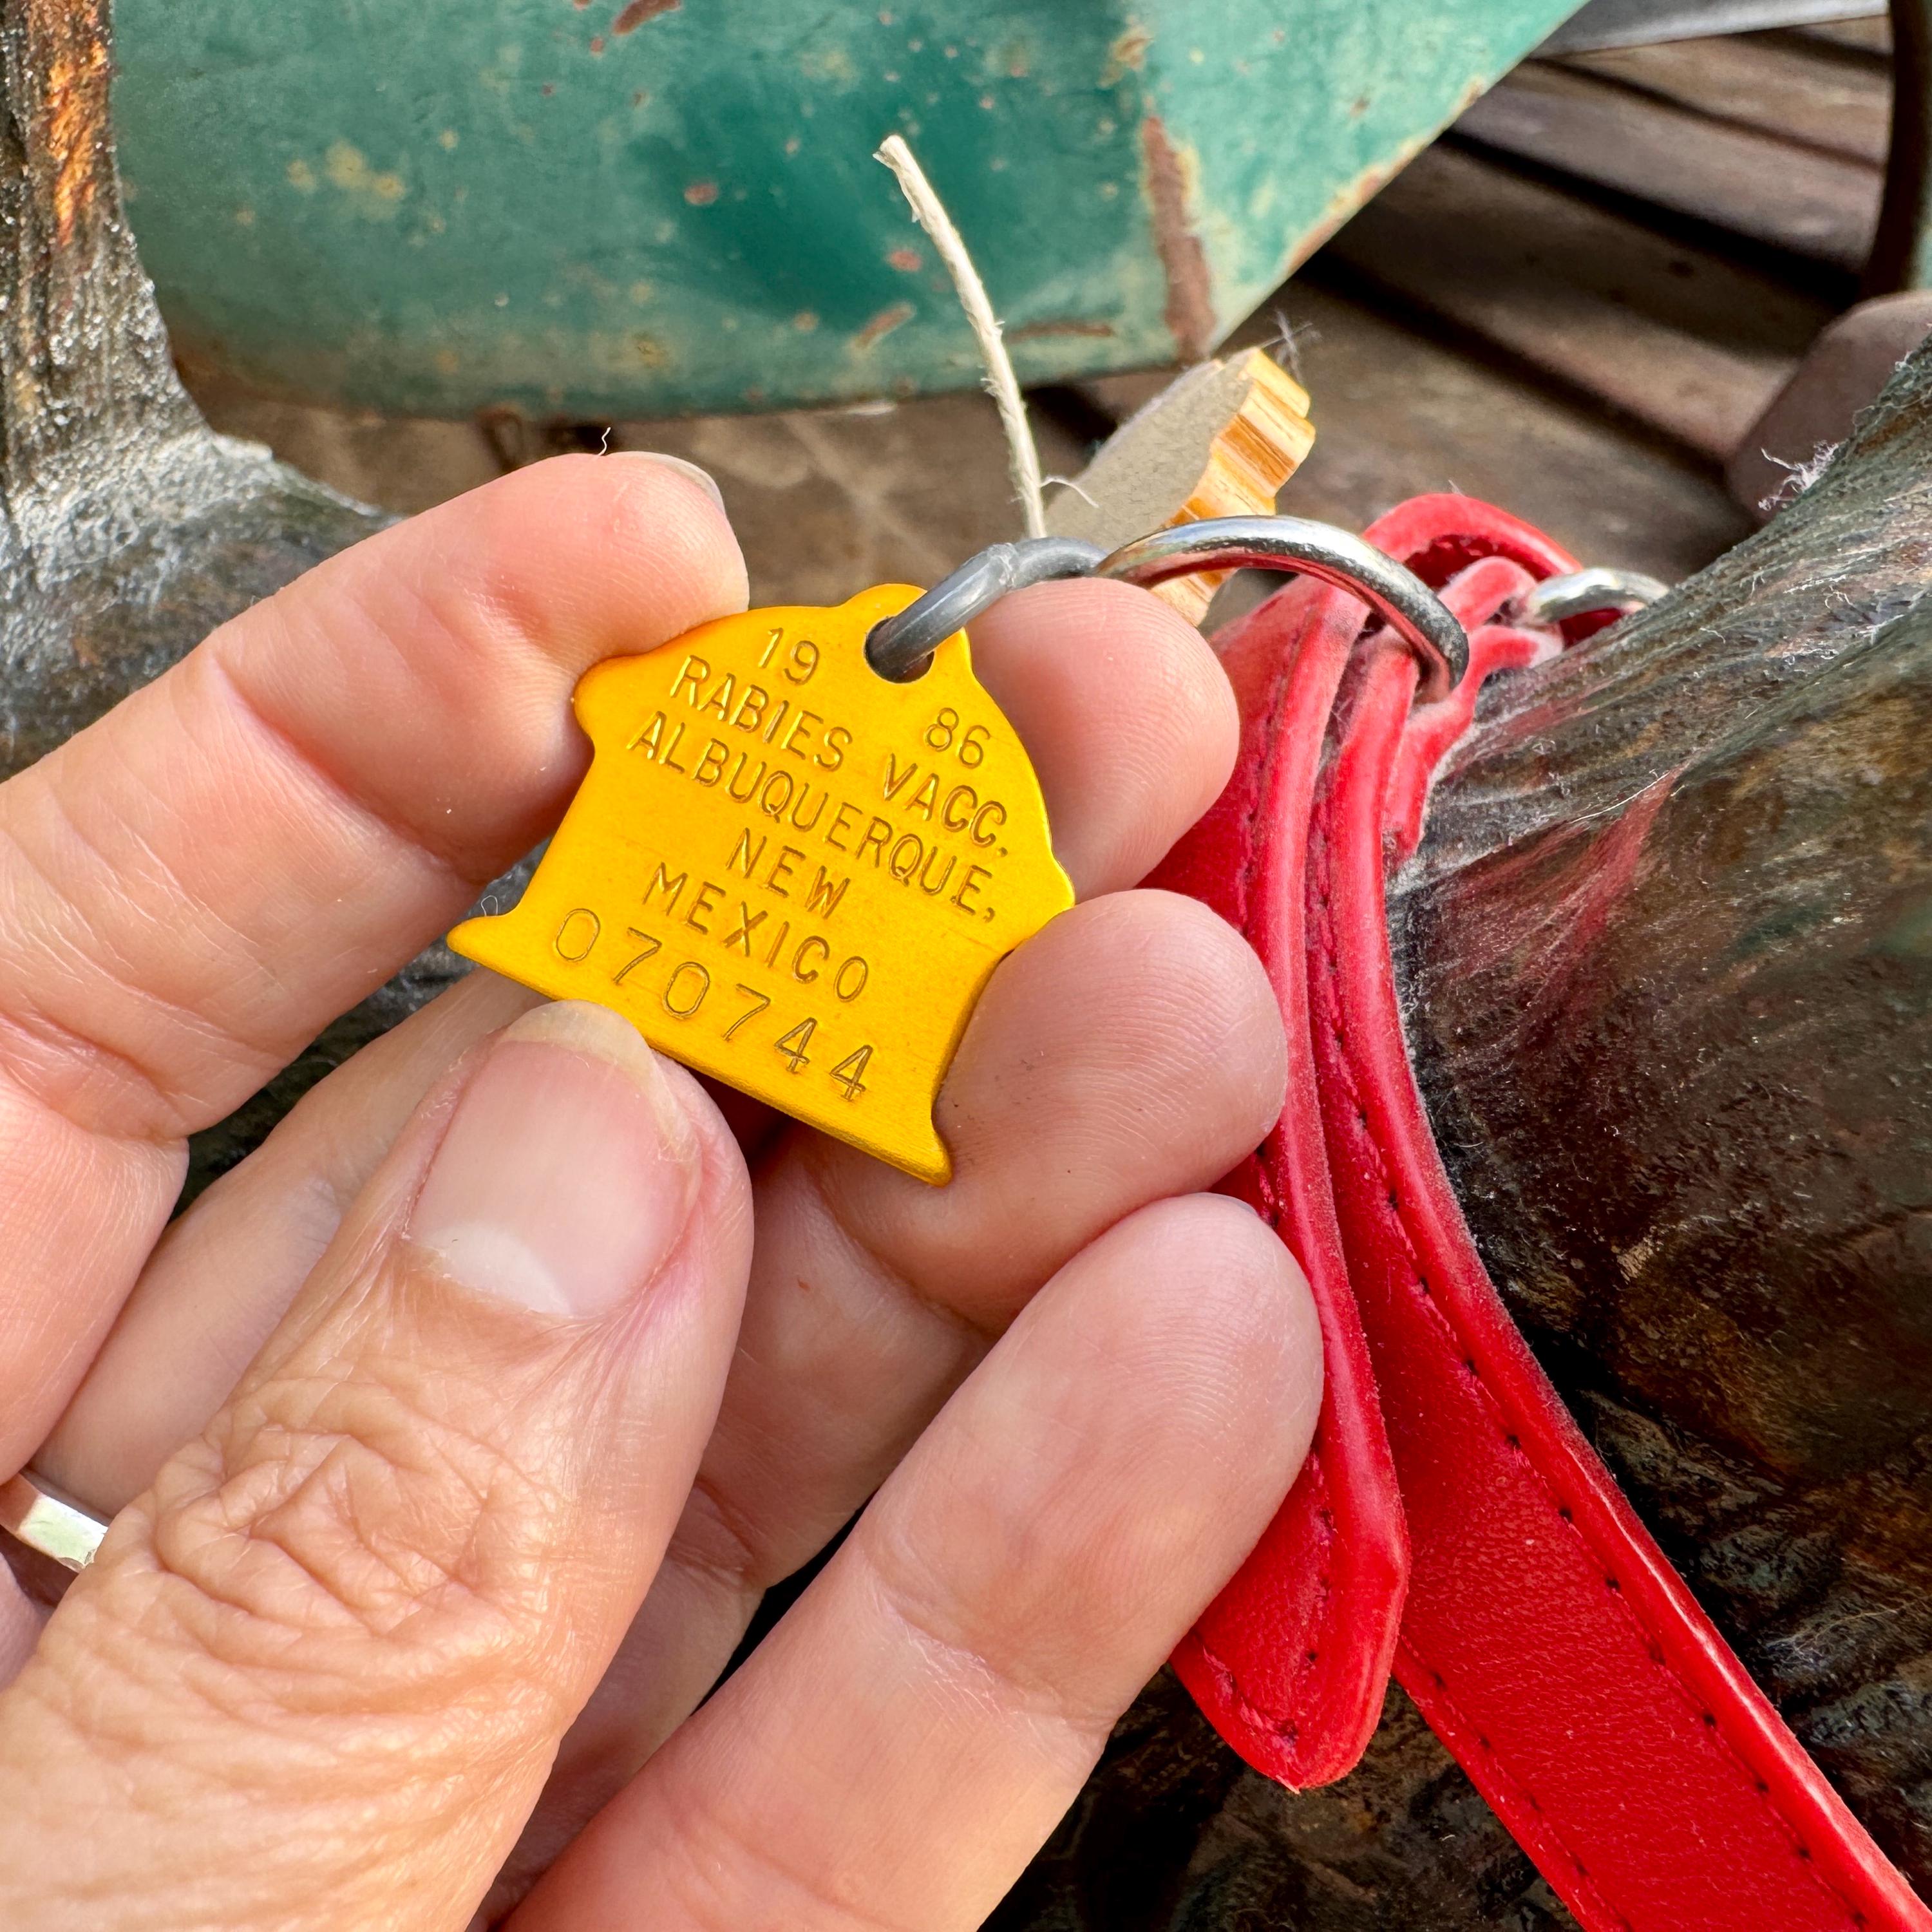 19 86
RABIES VACC.
ALBUQUERQUE,
NEW
MEXICO
070744